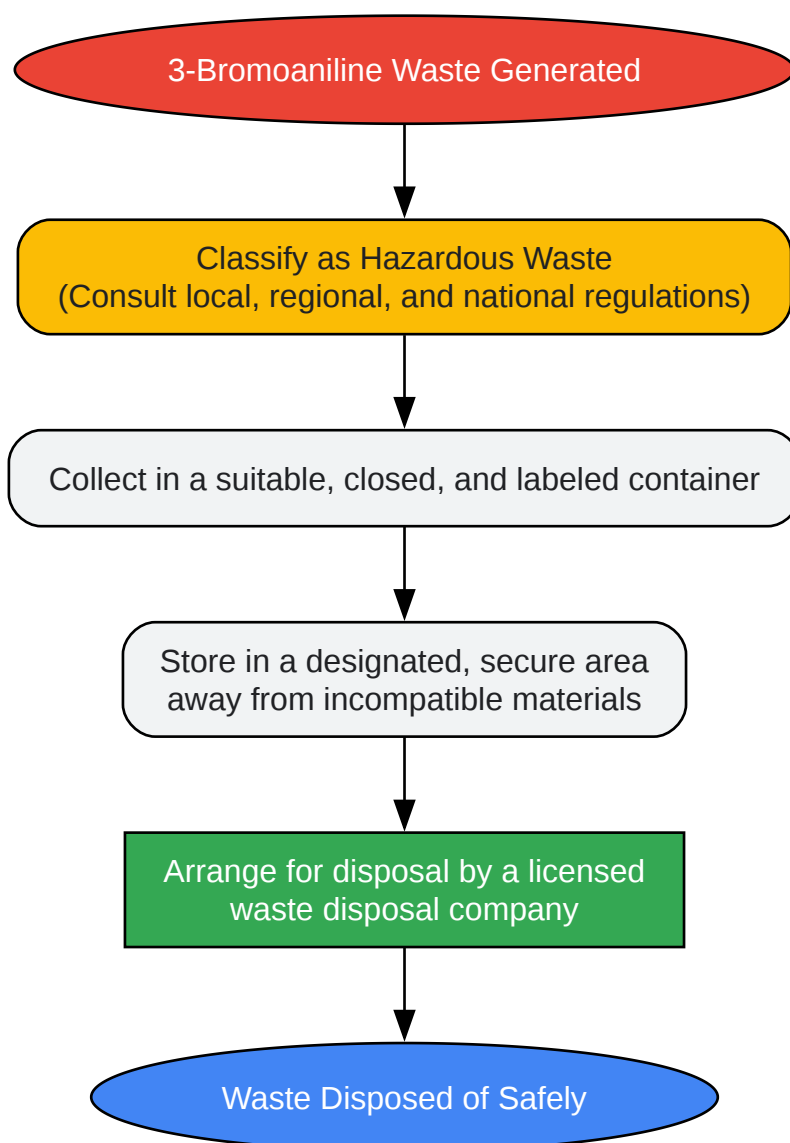 3-Bromoaniline Waste Generated
Classify as Hazardous Waste
(Consult local, regional, and national regulations)
Collect in a suitable, closed, and labeled container
Store in a designated, secure area
away from incompatible materials
Arrange for disposal by a licensed
waste disposal company
Waste Disposed of Safely